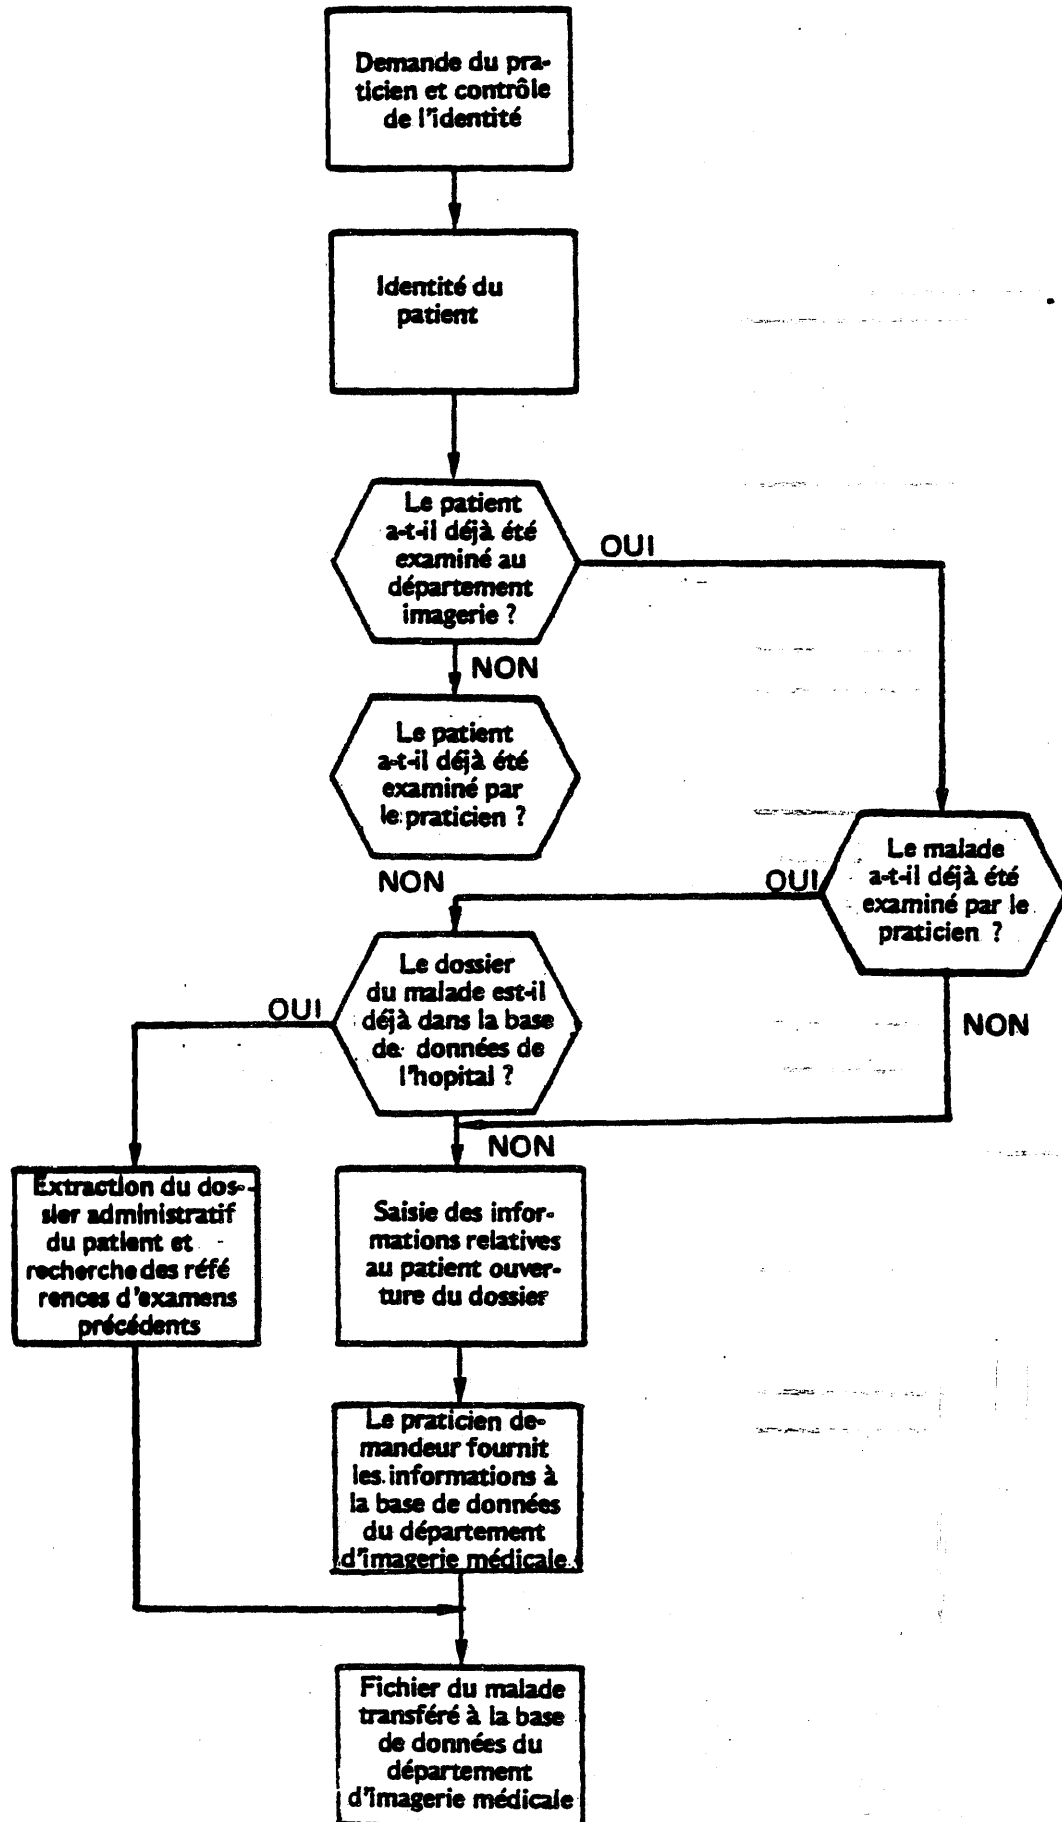 Demande du pra-
ticien et contrôle
de l'identité
Identité du
patient
Le patient
a-t-il déjà été
examiné au
département
imagerie ?
OUI
NON
Le patient
a-t-il déjà été
examiné par
le praticien ?
NON
Le malade
a-t-il déjà été
examiné par le
praticien ?
OUI
NON
Le dossier
du malade est-il
déjà dans la base
de données de
l'hopital ?
OUI
NON
Extraction du dos-
sier administratif
du patient et
recherche des réfé
rences d'examens
précédents
Saisie des infor-
mations relatives
au patient ouver-
ture du dossier
Le praticien de-
mandeur fournit
les informations à
la base de données
du département
d'imagerie médicale
Fichier du malade
transféré à la base
de données du
département
d'imagerie médicale